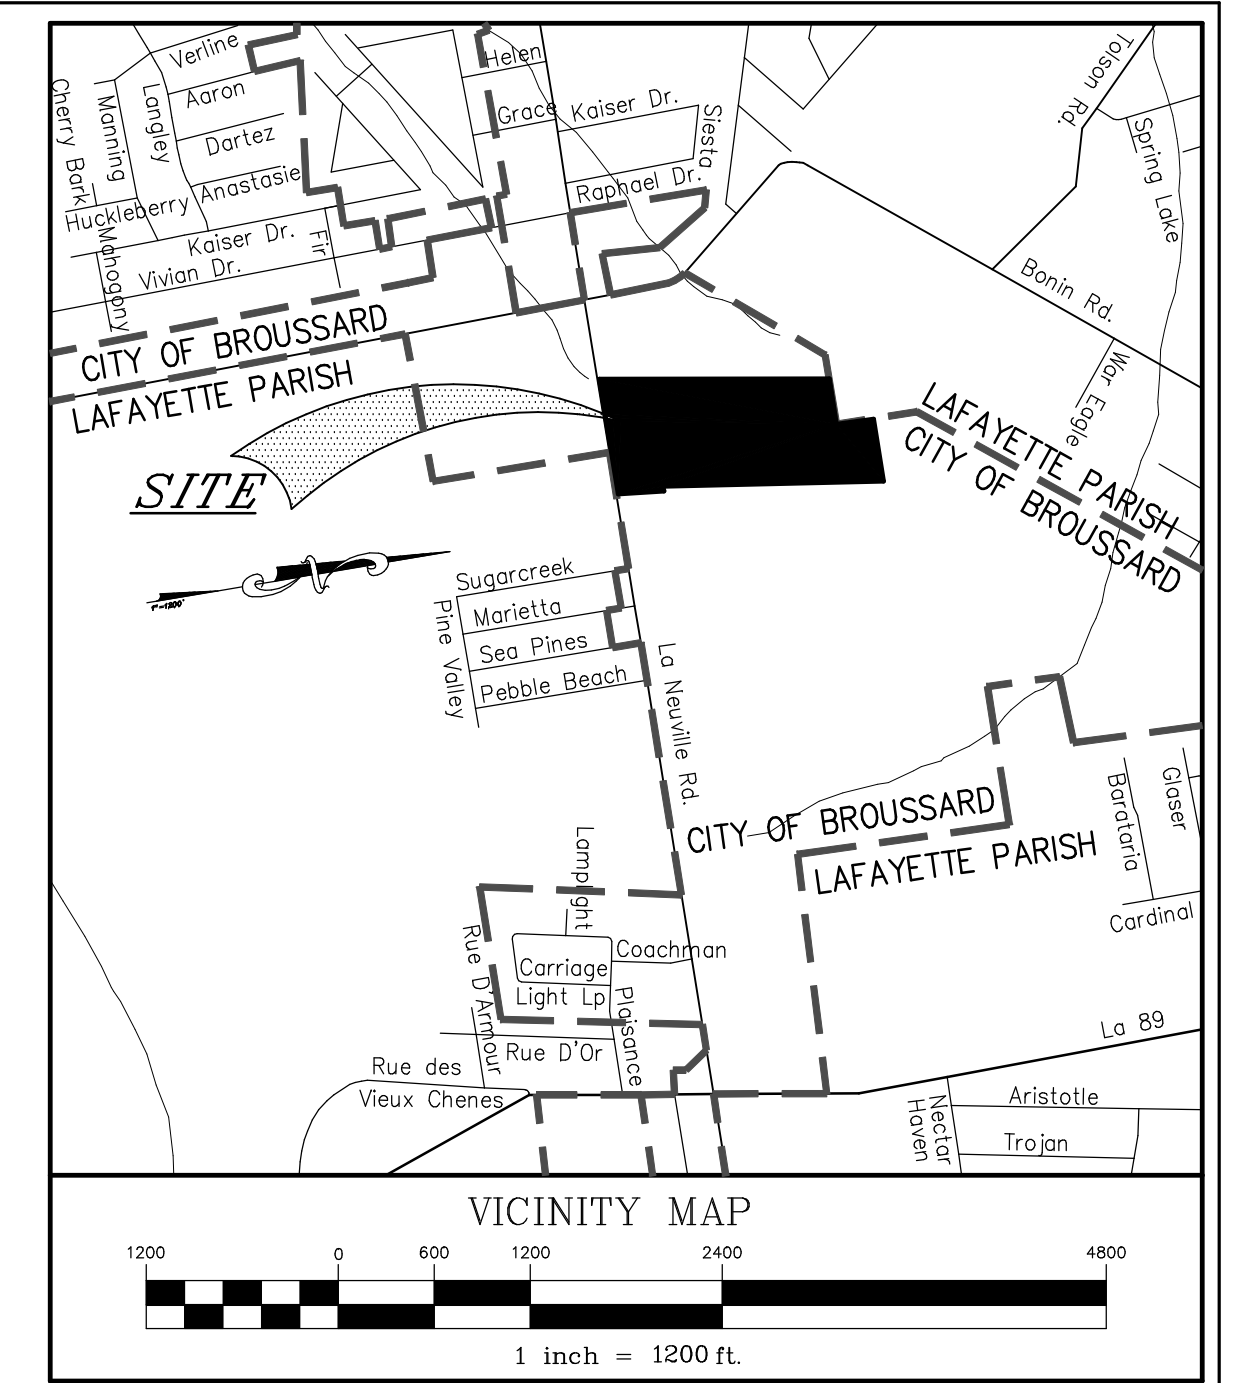 Verline
Aaron
Dartez
Anastasie
Cherry Bark
Manning
Langley
Huckleberry
Mahogony
Kaiser Dr.
Vivian Dr.
Fir
Helen
Grace
Kaiser Dr.
Siesta
Raphael Dr.
Tolson Rd.
Spring Lake
Bonin Rd.
War Eagle
CITY OF BROUSSARD
LAFAYETTE PARISH
LAFAYETTE PARISH
CITY OF BROUSSARD
SITE
N
1"=1200'
Sugarcreek
Marietta
Sea Pines
Pebble Beach
Pine Valley
La Neuville Rd.
CITY OF BROUSSARD
LAFAYETTE PARISH
Barataria
Glaser
Cardinal
Lamplight
Coachman
Carriage
Light Lp
Rue D'Armour
Plaisance
Rue D'Or
Rue des
Vieux Chenes
La 89
Nectar
Haven
Aristotle
Trojan
VICINITY MAP
1200 0 600 1200 2400 4800
1 inch = 1200 ft.